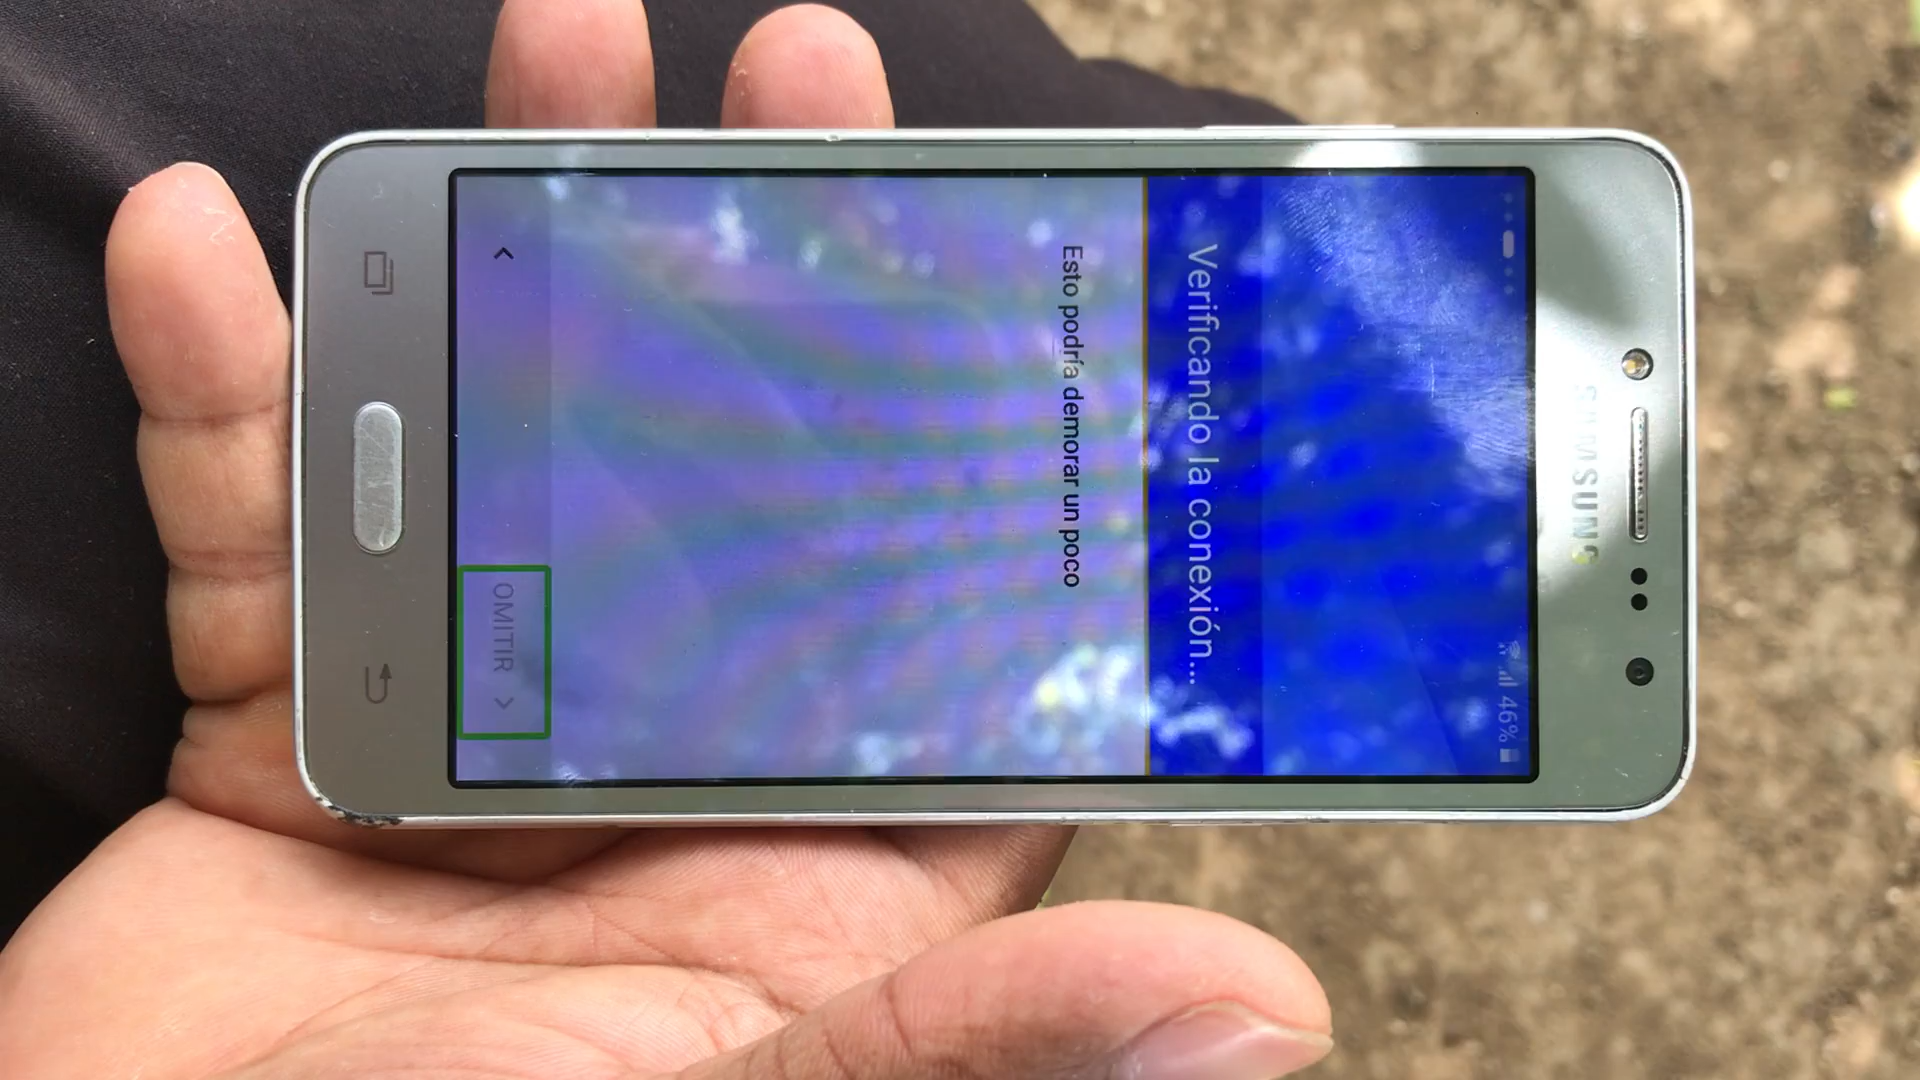 SAMSUNG
46%
Verificando la conexión...
Esto podría demorar un poco
OMITIR